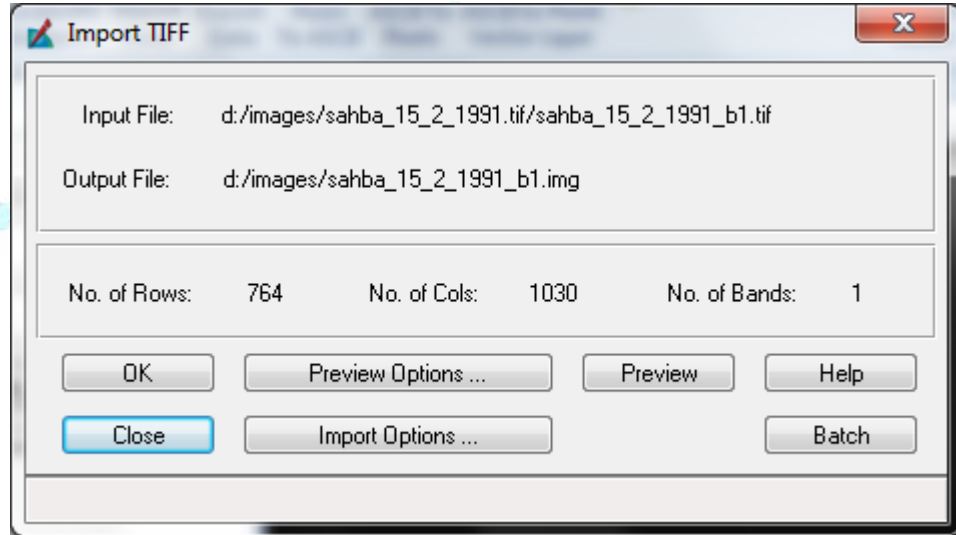 Import TIFF
Input File: d:/images/sahba_15_2_1991.tif/sahba_15_2_1991_b1.tif
Output File: d:/images/sahba_15_2_1991_b1.img
No. of Rows: 764 No. of Cols: 1030 No. of Bands: 1
OK Preview Options ... Preview Help
Close Import Options ... Batch